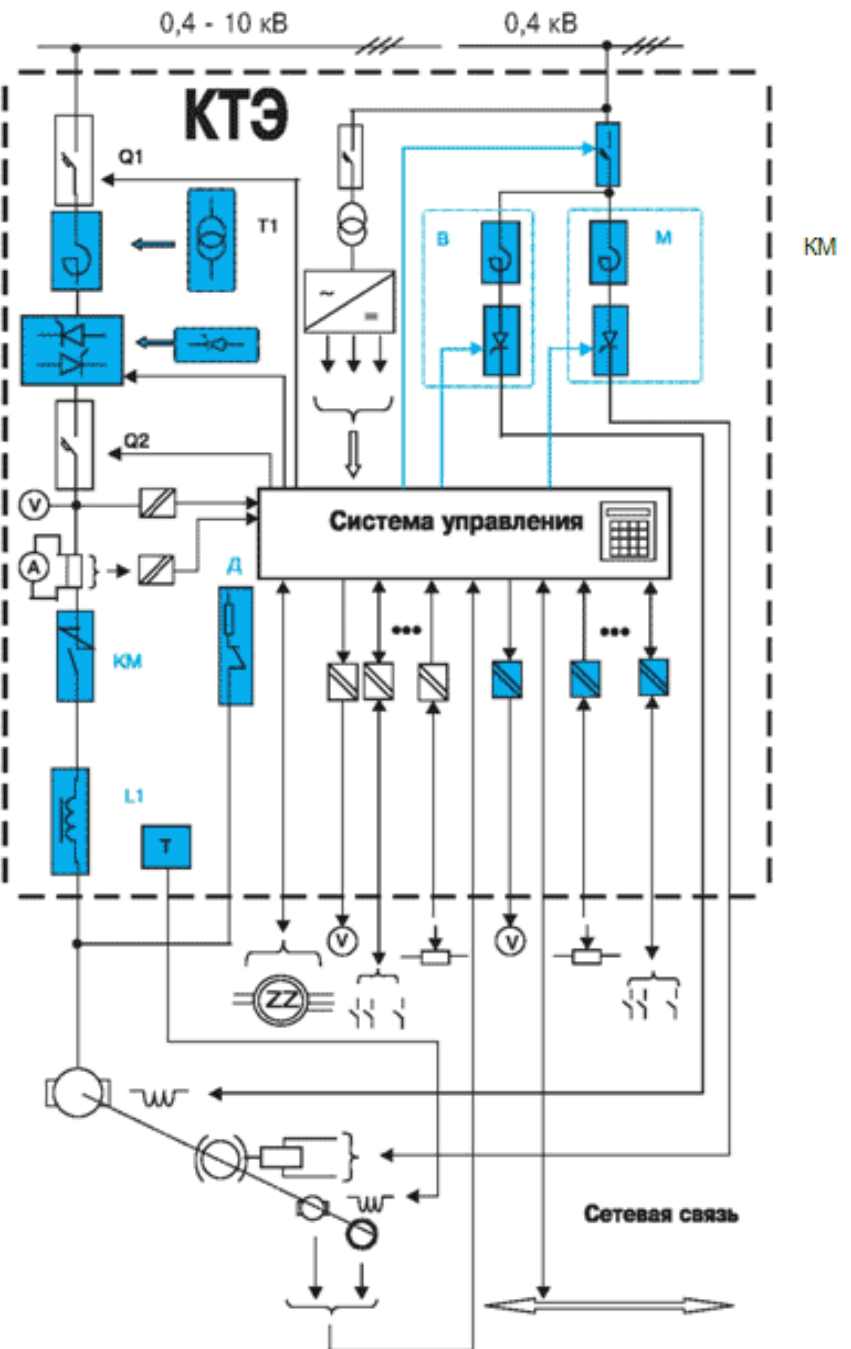 0,4 - 10 кВ
0,4 кВ
КТЭ
Q1
T1
В
М
КМ
Q2
V
Система управления
A
Д
КМ
L1
Т
V
V
ZZ
Сетевая связь